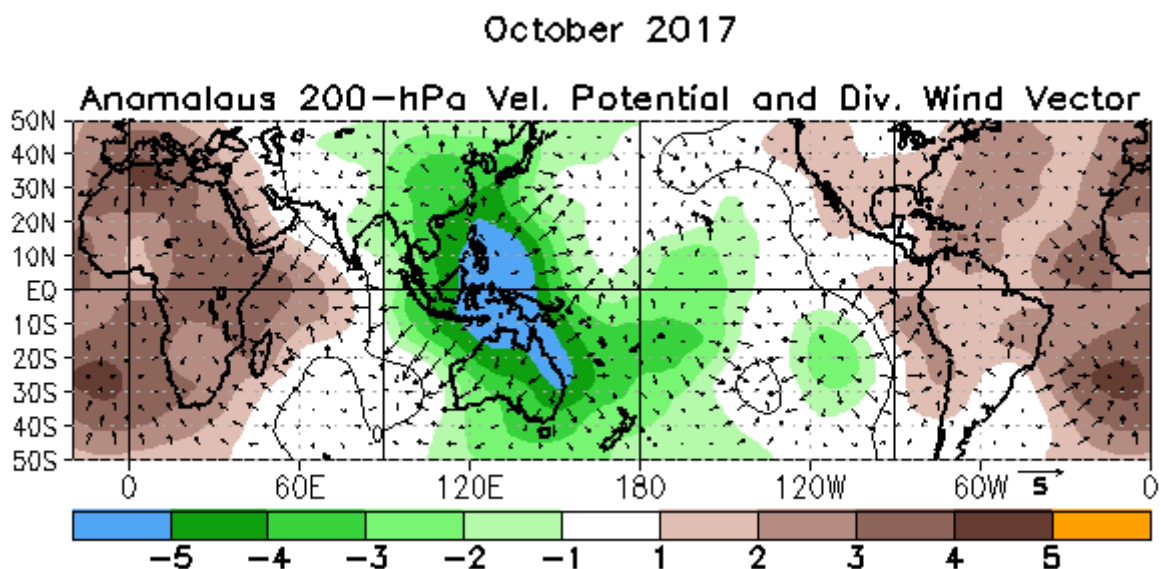 October 2017
Anomalous 200-hPa Vel. Potential and Div. Wind Vector
50N
40N
30N
20N
10N
EQ
10S
20S
30S
40S
50S
0 60E 120E 180 120W 60W 5 0
-5 -4 -3 -2 -1 1 2 3 4 5